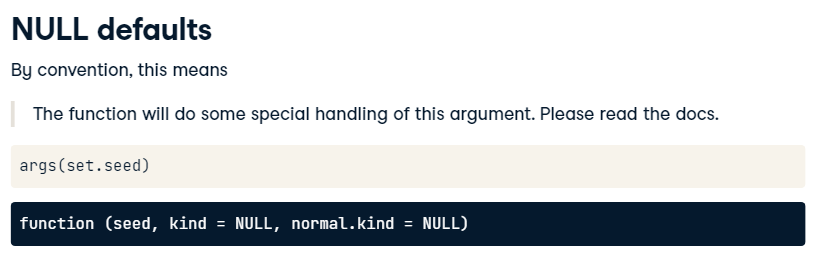 NULL defaults
By convention, this means
The function will do some special handling of this argument. Please read the docs.
args(set.seed)
function (seed, kind = NULL, normal.kind = NULL)